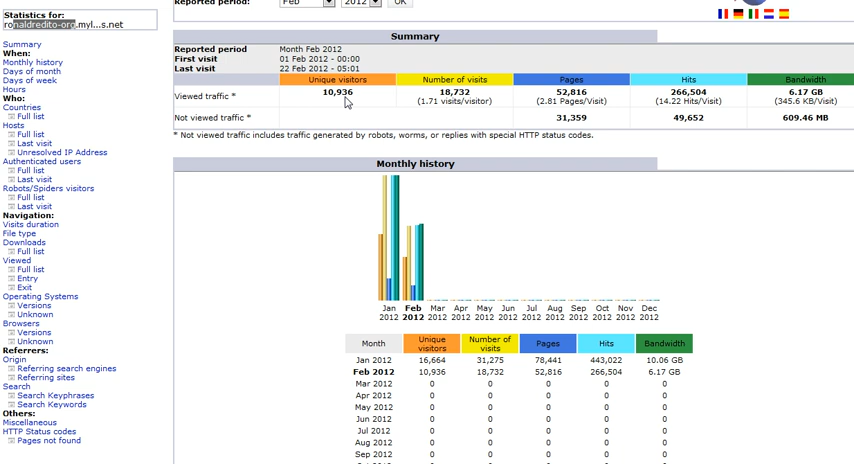 Reported period: Feb 2012 OK
Statistics for:
ronaldredito-org.myl...s.net
Summary
When:
Monthly history
Days of month
Days of week
Hours
Who:
Countries
Full list
Hosts
Full list
Last visit
Unresolved IP Address
Authenticated users
Full list
Last visit
Robots/Spiders visitors
Full list
Last visit
Navigation:
Visits duration
File type
Downloads
Full list
Viewed
Full list
Entry
Exit
Operating Systems
Versions
Unknown
Browsers
Versions
Unknown
Referrers:
Origin
Referring search engines
Referring sites
Search
Search Keyphrases
Search Keywords
Others:
Miscellaneous
HTTP Status codes
Pages not found
Summary
Reported period Month Feb 2012
First visit 01 Feb 2012 - 00:00
Last visit 22 Feb 2012 - 05:01
Unique visitors Number of visits Pages Hits Bandwidth
Viewed traffic * 10,936 18,732 52,816 266,504 6.17 GB
(1.71 visits/visitor) (2.81 Pages/Visit) (14.22 Hits/Visit) (345.6 KB/Visit)
Not viewed traffic * 31,359 49,652 609.46 MB
* Not viewed traffic includes traffic generated by robots, worms, or replies with special HTTP status codes.
Monthly history
Jan Feb Mar Apr May Jun Jul Aug Sep Oct Nov Dec
2012 2012 2012 2012 2012 2012 2012 2012 2012 2012 2012 2012
Month Unique visitors Number of visits Pages Hits Bandwidth
Jan 2012 16,664 31,275 78,441 443,022 10.06 GB
Feb 2012 10,936 18,732 52,816 266,504 6.17 GB
Mar 2012 0 0 0 0 0
Apr 2012 0 0 0 0 0
May 2012 0 0 0 0 0
Jun 2012 0 0 0 0 0
Jul 2012 0 0 0 0 0
Aug 2012 0 0 0 0 0
Sep 2012 0 0 0 0 0